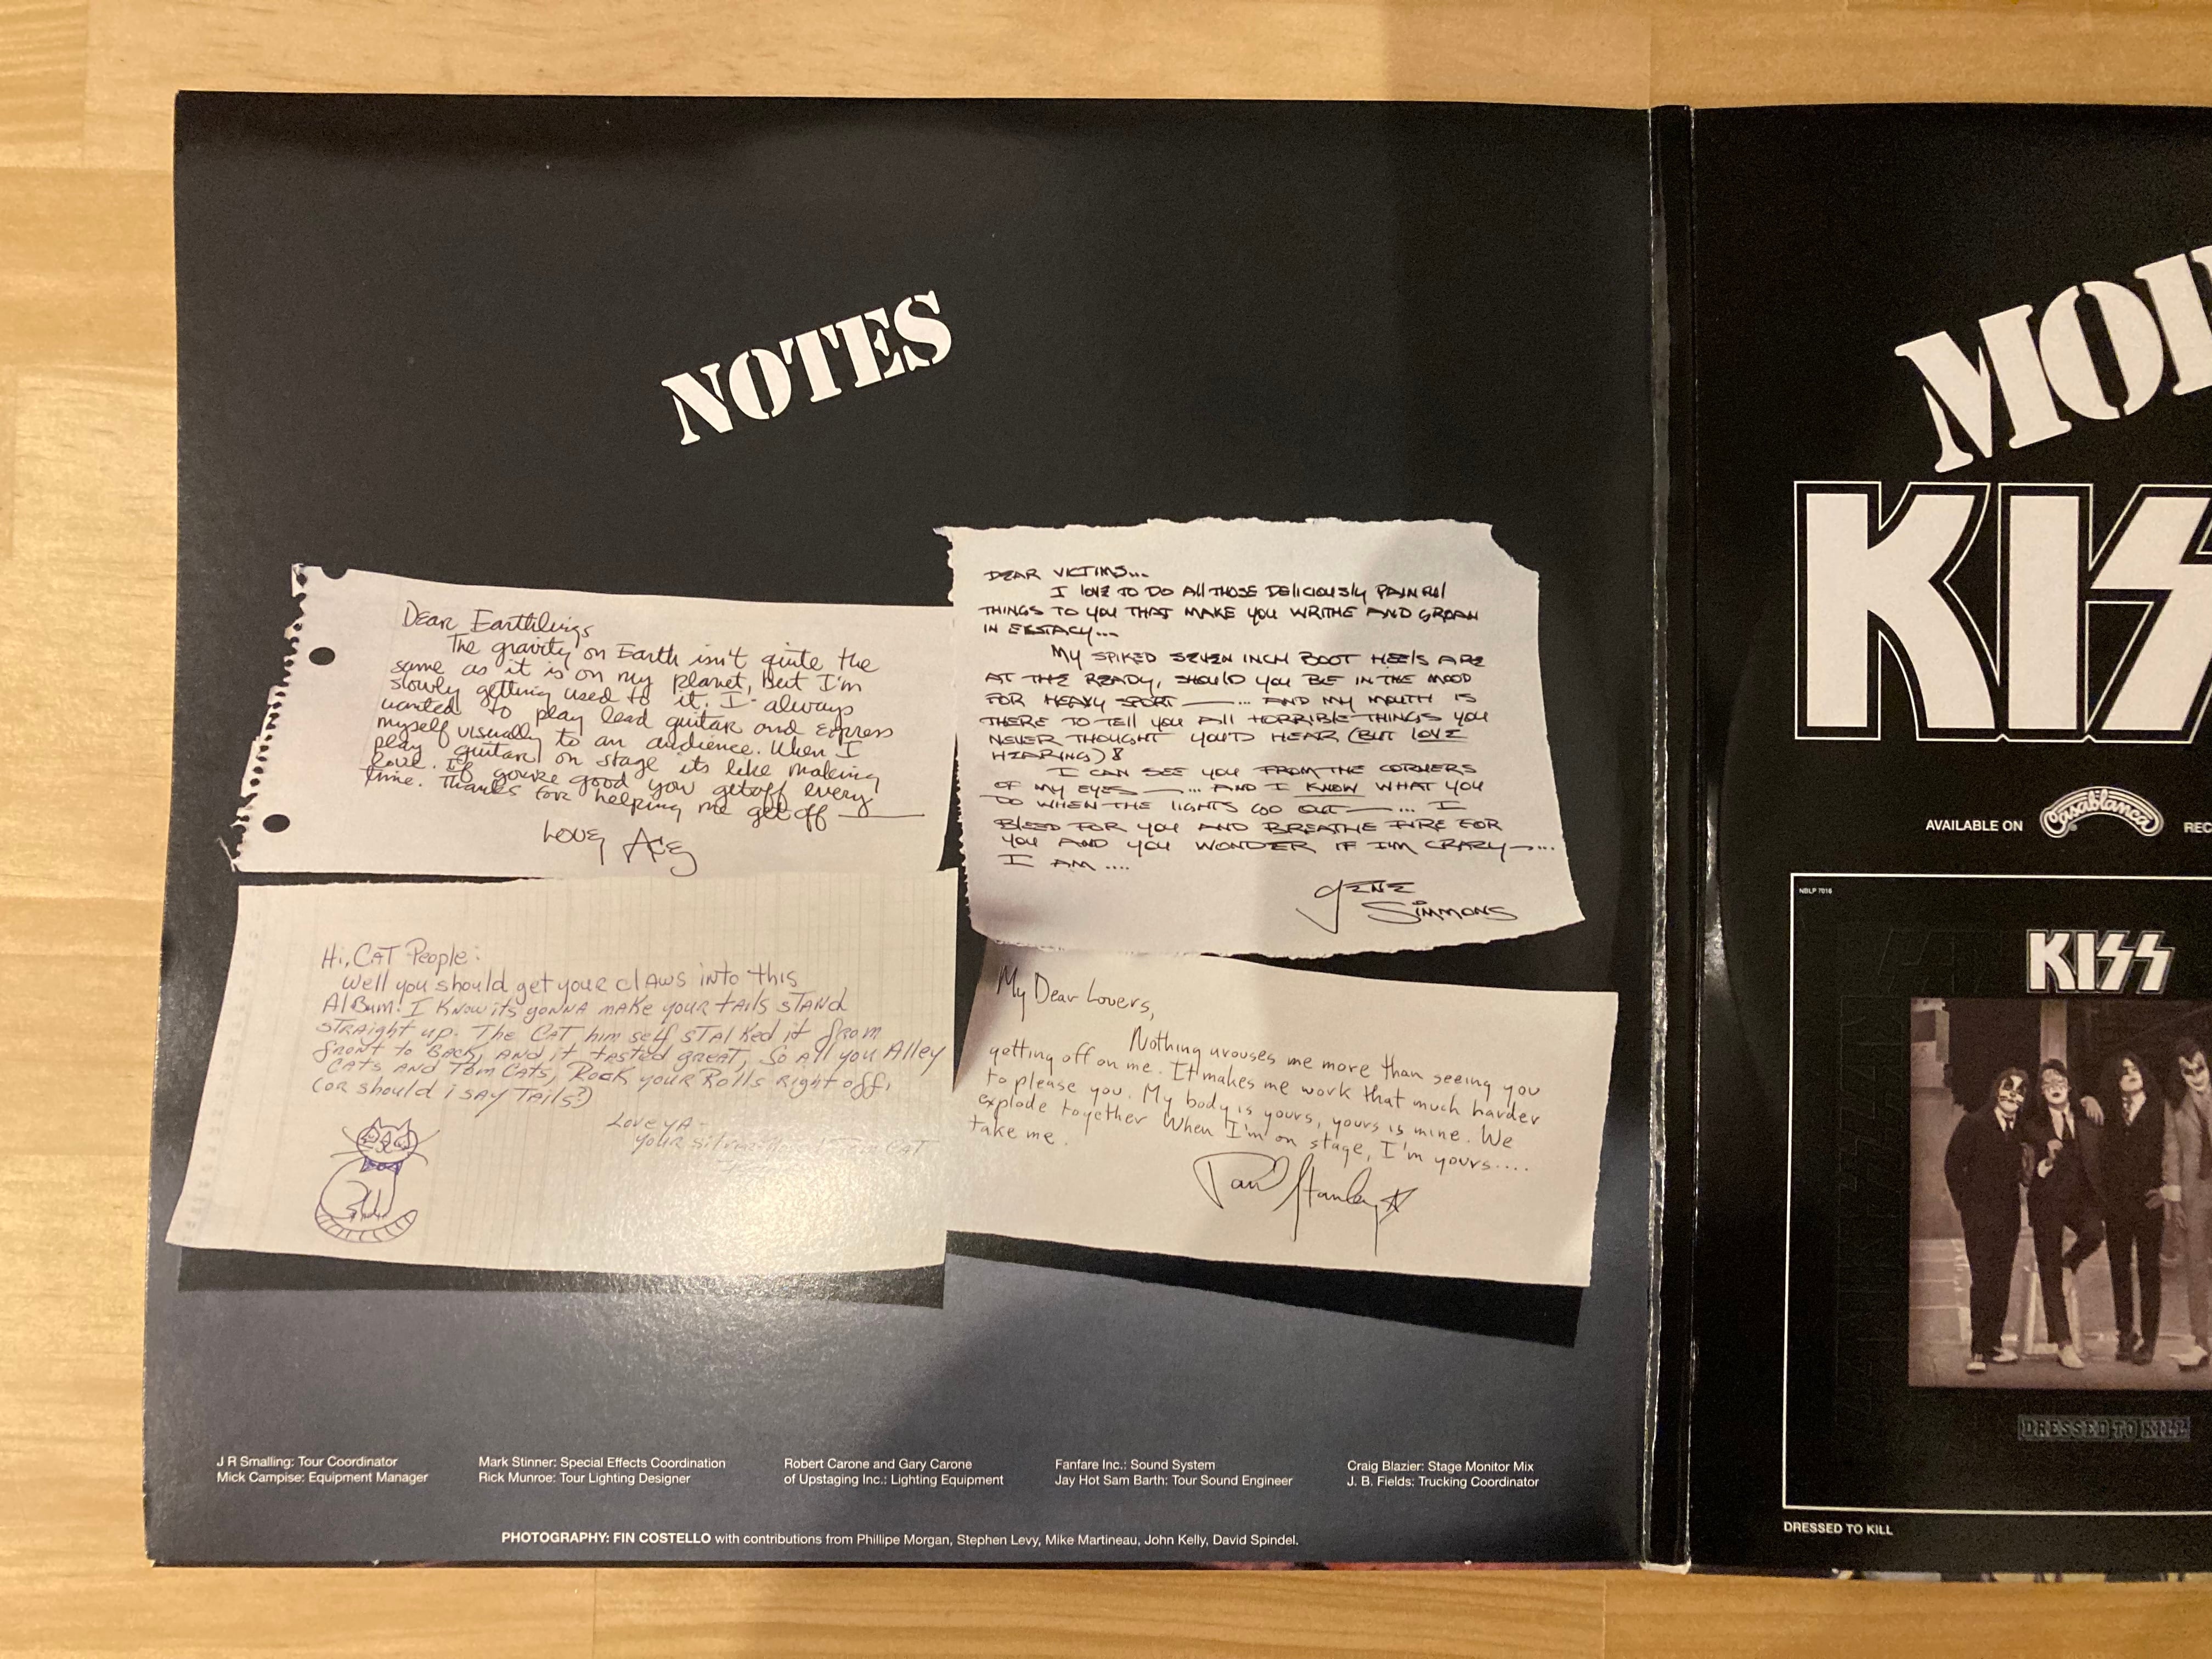 NOTES
Dear Earthlings
The gravity on Earth isn't quite the
same as it is on my planet, but I'm
slowly getting used to it. I always
wanted to play lead guitar and express
myself visually to an audience. When I
play guitar on stage its like making
love. If you're good you getoff every
time. Thanks for helping me get off
Love, Ace
DEAR VICTIMS...
I LOVE TO DO ALL THOSE DELICIOUSLY PAINFUL
THINGS TO YOU THAT MAKE YOU WRITHE AND GROAN
IN EKSTACY...
MY SPIKED SEVEN INCH BOOT HEELS ARE
AT THE READY, SHOULD YOU BE IN THE MOOD
FOR HEAVY SPORT —... AND MY MOUTH IS
THERE TO TELL YOU ALL HORRIBLE THINGS YOU
NEVER THOUGHT YOU'D HEAR (BUT LOVE
HEARING)!
I CAN SEE YOU FROM THE CORNERS
OF MY EYES —... AND I KNOW WHAT YOU
DO WHEN THE LIGHTS GO OUT —... I
BLEED FOR YOU AND BREATHE FIRE FOR
YOU AND YOU WONDER IF I'M CRAZY —...
I AM ....
GENE
SIMMONS
Hi, CAT People:
Well you should get your clAws into this
AlBum! I Know its gonna make your tails stand
straight up. The CAT him self stalked it from
front to Back, and it tasted great, So all you Alley
Cats and Tom Cats, Rock your Rolls right off,
(or should i say Tails?)
Love yA-
your
CAT
My Dear Lovers,
Nothing arouses me more than seeing you
getting off on me. It makes me work that much harder
to please you. My body is yours, yours is mine. We
explode together When I'm on stage, I'm yours....
take me.
Paul Stanley
J R Smalling: Tour Coordinator
Mick Campise: Equipment Manager
Mark Stinner: Special Effects Coordination
Rick Munroe: Tour Lighting Designer
Robert Carone and Gary Carone
of Upstaging Inc.: Lighting Equipment
Fanfare Inc.: Sound System
Jay Hot Sam Barth: Tour Sound Engineer
Craig Blazier: Stage Monitor Mix
J. B. Fields: Trucking Coordinator
PHOTOGRAPHY: FIN COSTELLO with contributions from Phillipe Morgan, Stephen Levy, Mike Martineau, John Kelly, David Spindel.
KISS
AVAILABLE ON Casablanca
NBLP 7016
KISS
DRESSED TO KILL
DRESSED TO KILL